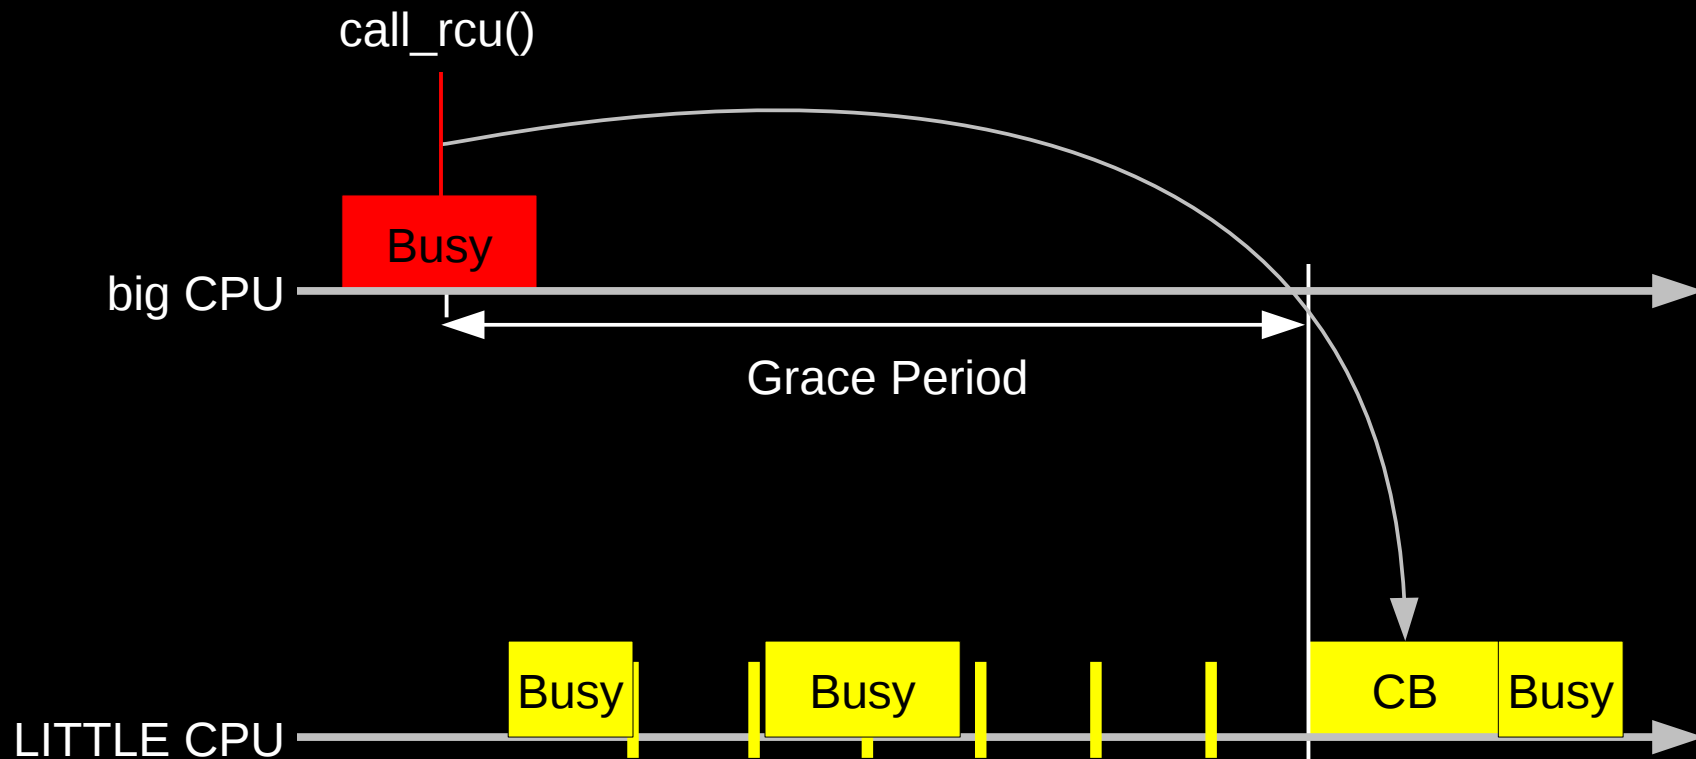 call_rcu()
Busy
big CPU
Grace Period
Busy
Busy
CB
Busy
LITTLE CPU